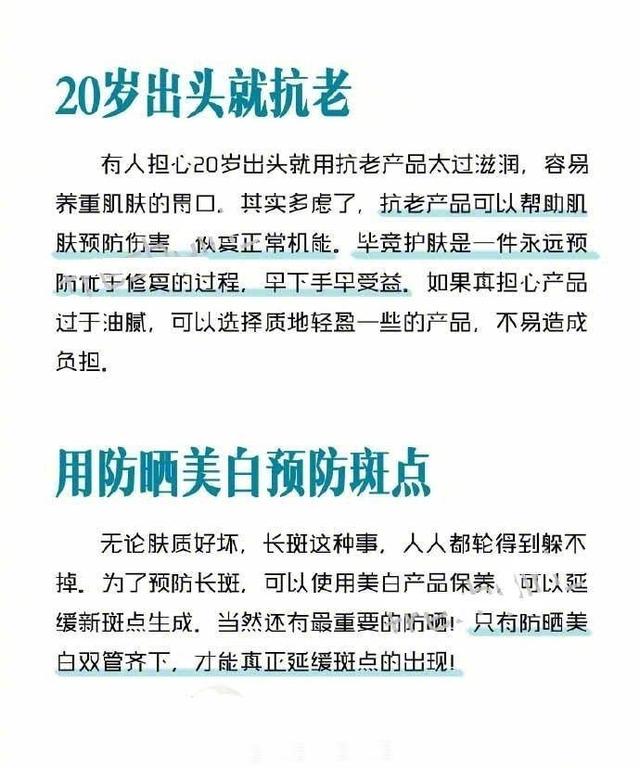 20岁出头就抗老
有人担心20岁出头就用抗老产品太过滋润，容易
养重肌肤的胃口。其实多虑了，抗老产品可以帮助肌
肤预防伤害、恢复正常机能。毕竟护肤是一件永远预
防优于修复的过程，早下手早受益。如果真担心产品
过于油腻，可以选择质地轻盈一些的产品，不易造成
负担。
用防晒美白预防斑点
无论肤质好坏，长斑这种事，人人都轮得到躲不
掉。为了预防长斑，可以使用美白产品保养，可以延
缓新斑点生成。当然还有最重要的防晒！只有防晒美
白双管齐下，才能真正延缓斑点的出现！